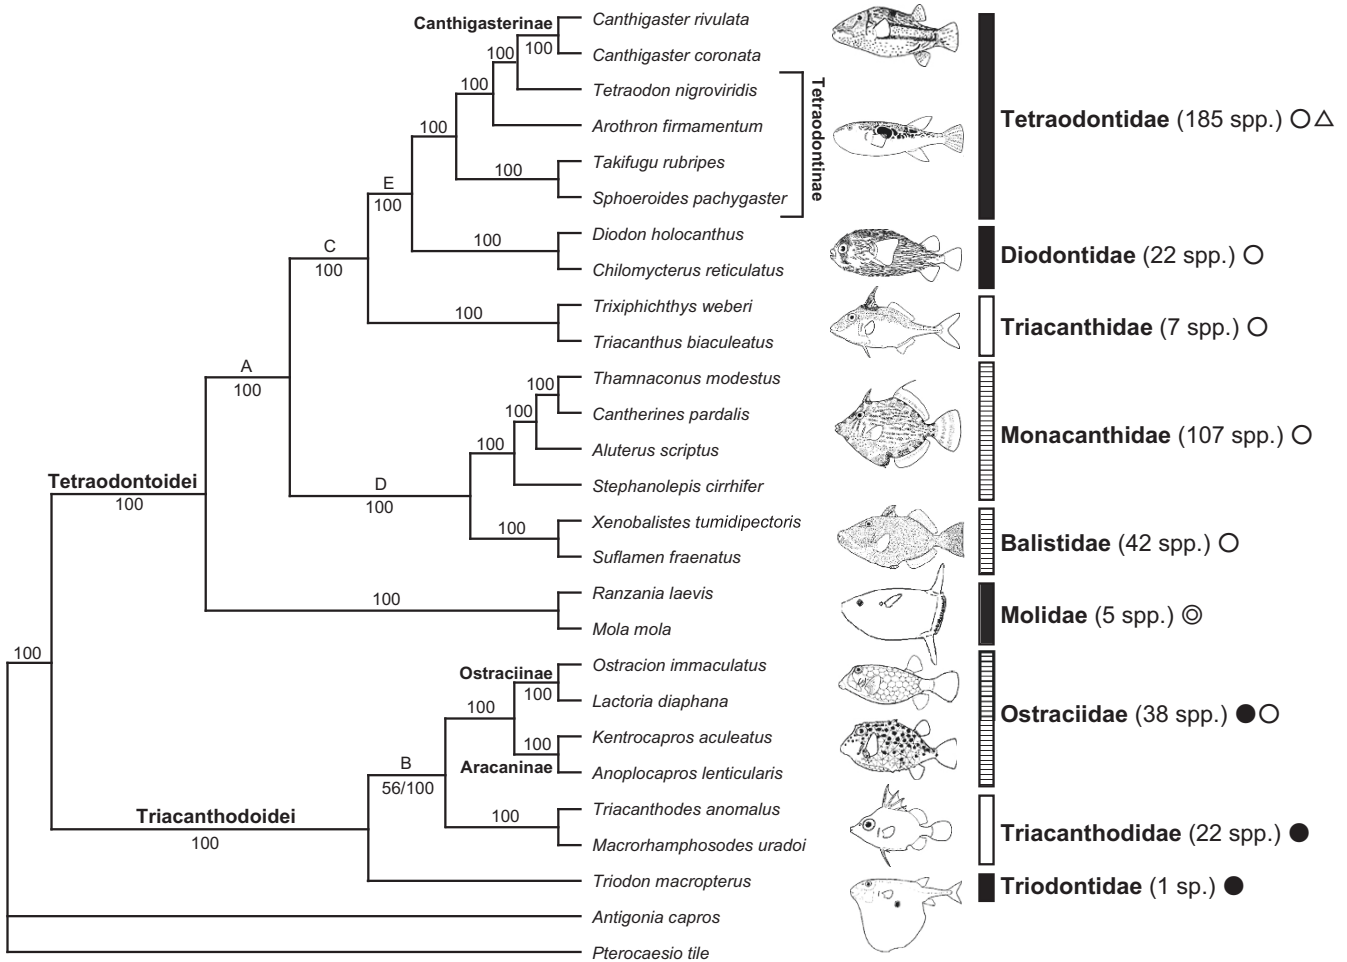 Canthigasterinae
100
Canthigaster rivulata
Canthigaster coronata
100
Tetraodon nigroviridis
100
Arothron firmamentum
100
Takifugu rubripes
100
Sphoeroides pachygaster
Tetraodontinae
Tetraodontidae (185 spp.)
E
100
Diodon holocanthus
100
Chilomycterus reticulatus
Diodontidae (22 spp.)
C
100
Trixiphichthys weberi
100
Triacanthus biaculeatus
Triacanthidae (7 spp.)
A
100
Thamnaconus modestus
100
Cantherines pardalis
100
Aluterus scriptus
100
Stephanolepis cirrhifer
Monacanthidae (107 spp.)
D
100
Xenobalistes tumidipectoris
100
Suflamen fraenatus
Balistidae (42 spp.)
Tetraodontoidei
100
Ranzania laevis
100
Mola mola
Molidae (5 spp.)
100
Ostraciinae
100
Ostracion immaculatus
Lactoria diaphana
100
Kentrocapros aculeatus
100
Aracaninae
Anoplocapros lenticularis
Ostraciidae (38 spp.)
B
56/100
Triacanthodes anomalus
100
Macrorhamphosodes uradoi
Triacanthodidae (22 spp.)
Triacanthodoidei
100
Triodon macropterus
Triodontidae (1 sp.)
Antigonia capros
Pterocaesio tile